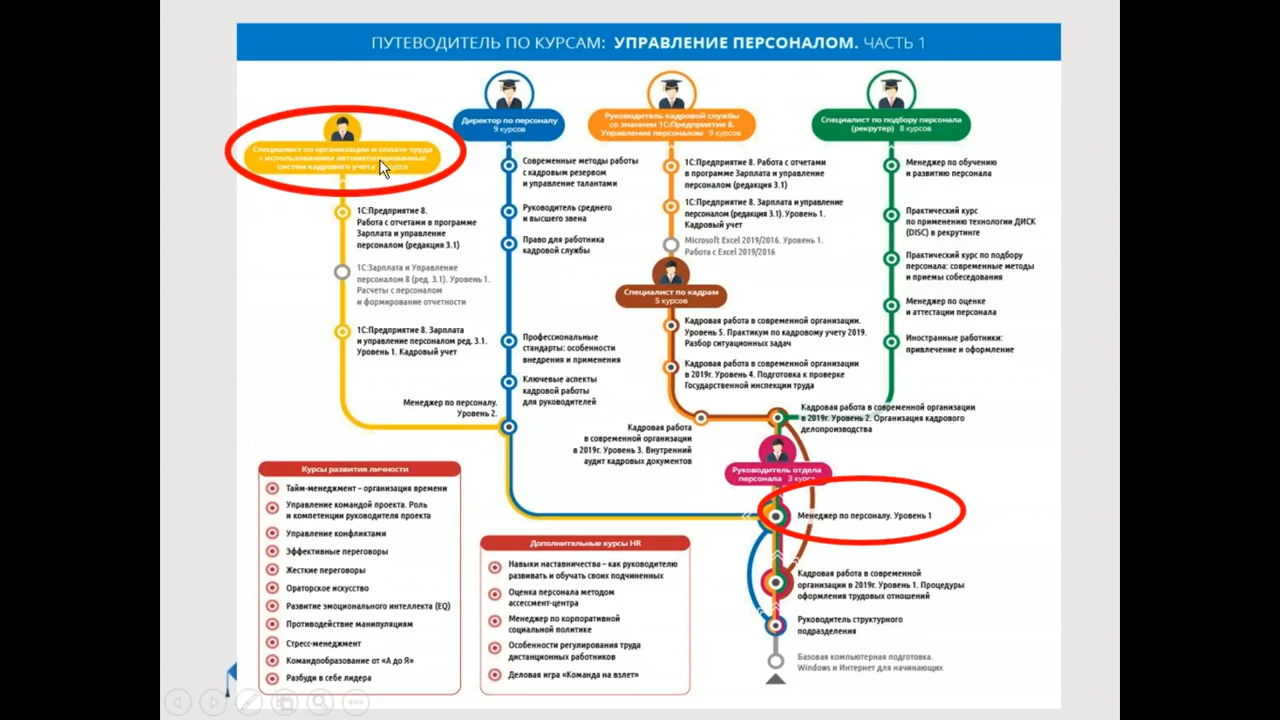 ПУТЕВОДИТЕЛЬ ПО КУРСАМ: УПРАВЛЕНИЕ ПЕРСОНАЛОМ. ЧАСТЬ 1
Специалист по организации и оплате труда
с использованием автоматизированных
систем кадрового учета
1С:Предприятие 8.
Работа с отчетами в программе
Зарплата и управление
персоналом (редакция 3.1)
1С:Зарплата и Управление
персоналом 8 (ред. 3.1). Уровень 1.
Расчеты с персоналом
и формирование отчетности
1С:Предприятие 8. Зарплата
и управление персоналом ред. 3.1.
Уровень 1. Кадровый учет
Менеджер по персоналу.
Уровень 2.
Директор по персоналу
9 курсов
Современные методы работы
с кадровым резервом
и управление талантами
Руководитель среднего
и высшего звена
Право для работника
кадровой службы
Профессиональные
стандарты: особенности
внедрения и применения
Ключевые аспекты
кадровой работы
для руководителей
Руководитель кадровой службы
со знанием 1С:Предприятие 8.
Управление персоналом 9 курсов
1С:Предприятие 8. Работа с отчетами
в программе Зарплата и управление
персоналом (редакция 3.1)
1С:Предприятие 8. Зарплата и управление
персоналом (редакция 3.1). Уровень 1.
Кадровый учет
Microsoft Excel 2019/2016. Уровень 1.
Работа с Excel 2019/2016
Специалист по кадрам
5 курсов
Кадровая работа в современной организации.
Уровень 5. Практикум по кадровому учету 2019.
Разбор ситуационных задач
Кадровая работа в современной организации
в 2019г. Уровень 4. Подготовка к проверке
Государственной инспекции труда
Кадровая работа
в современной организации
в 2019г. Уровень 3. Внутренний
аудит кадровых документов
Специалист по подбору персонала
(рекрутер) 8 курсов
Менеджер по обучению
и развитию персонала
Практический курс
по применению технологии ДИСК
(DISC) в рекрутинге
Практический курс по подбору
персонала: современные методы
и приемы собеседования
Менеджер по оценке
и аттестации персонала
Иностранные работники:
привлечение и оформление
Кадровая работа в современной организации
в 2019г. Уровень 2. Организация кадрового
делопроизводства
Руководитель отдела
персонала 3 курса
Менеджер по персоналу. Уровень 1
Кадровая работа в современной
организации в 2019г. Уровень 1. Процедуры
оформления трудовых отношений
Руководитель структурного
подразделения
Базовая компьютерная подготовка.
Windows и Интернет для начинающих
Курсы развития личности
Тайм-менеджмент – организация времени
Управление командой проекта. Роль
и компетенции руководителя проекта
Управление конфликтами
Эффективные переговоры
Жесткие переговоры
Ораторское искусство
Развитие эмоционального интеллекта (EQ)
Противодействие манипуляциям
Стресс-менеджмент
Командообразование от «А до Я»
Разбуди в себе лидера
Дополнительные курсы HR
Навыки наставничества – как руководителю
развивать и обучать своих подчиненных
Оценка персонала методом
ассессмент-центра
Менеджер по корпоративной
социальной политике
Особенности регулирования труда
дистанционных работников
Деловая игра «Команда на взлет»